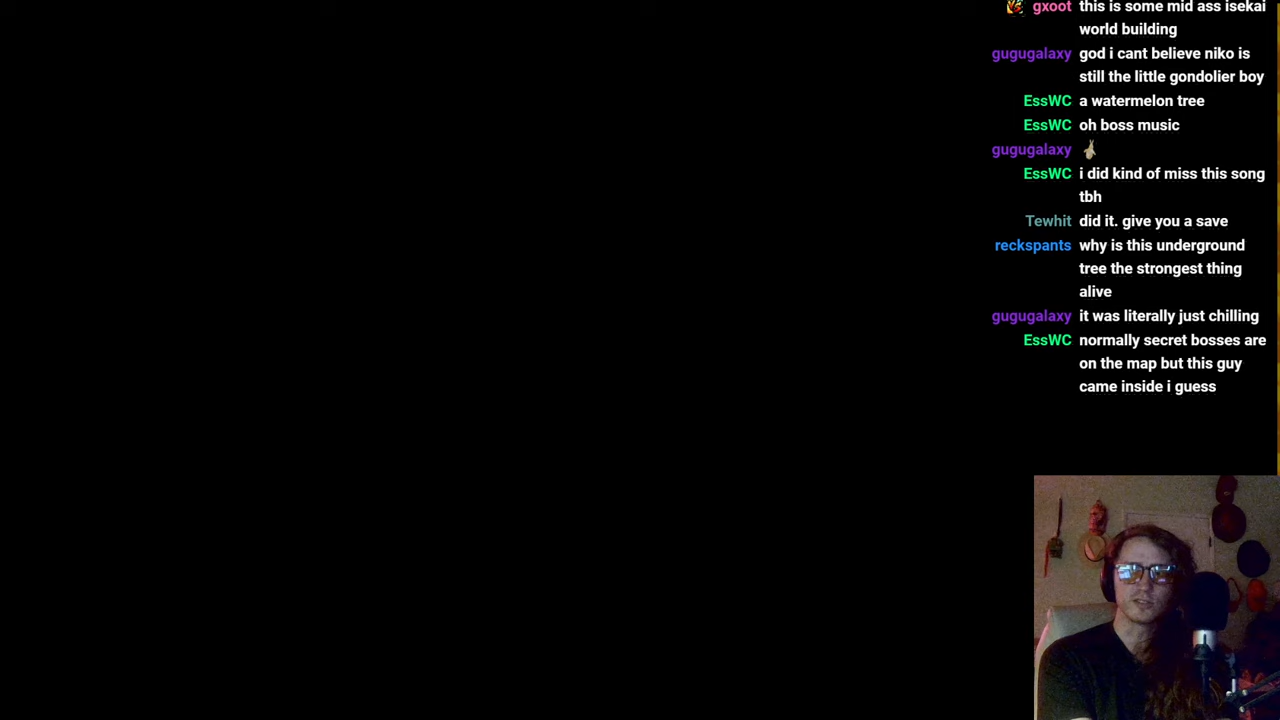 gxoot this is some mid ass isekai
world building
gugugalaxy god i cant believe niko is
still the little gondolier boy
EssWC a watermelon tree
EssWC oh boss music
gugugalaxy
EssWC i did kind of miss this song
tbh
Tewhit did it. give you a save
reckspants why is this underground
tree the strongest thing
alive
gugugalaxy it was literally just chilling
EssWC normally secret bosses are
on the map but this guy
came inside i guess